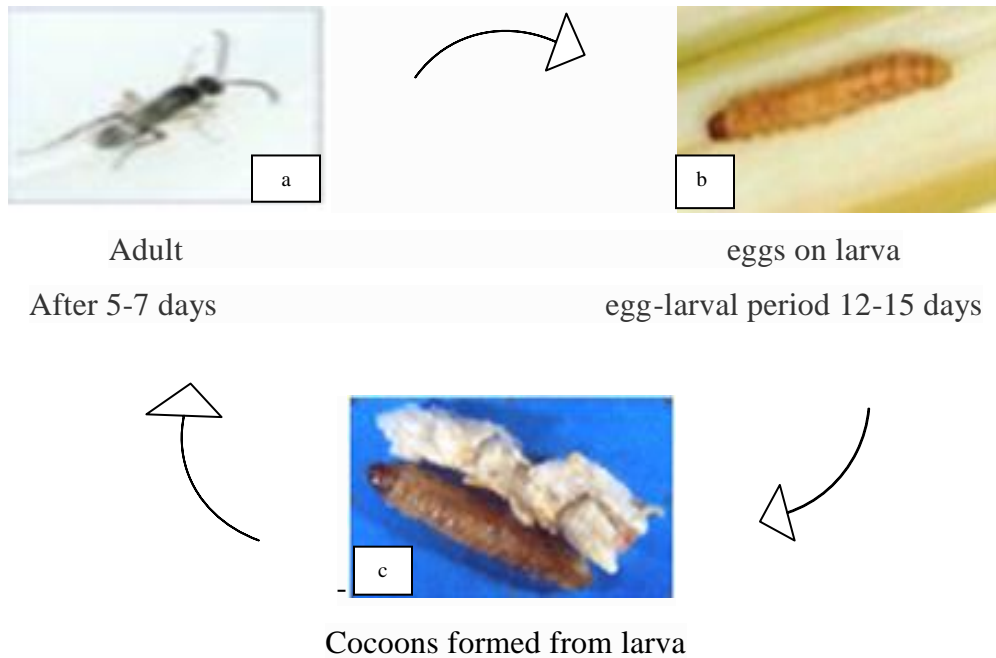 a
b
Adult
eggs on larva
After 5-7 days
egg-larval period 12-15 days
c
-
Cocoons formed from larva